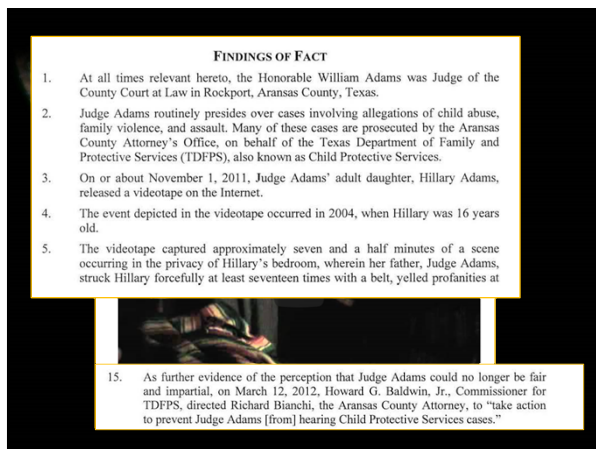 FINDINGS OF FACT
1. At all times relevant hereto, the Honorable William Adams was Judge of the
County Court at Law in Rockport, Aransas County, Texas.
2. Judge Adams routinely presides over cases involving allegations of child abuse,
family violence, and assault. Many of these cases are prosecuted by the Aransas
County Attorney's Office, on behalf of the Texas Department of Family and
Protective Services (TDFPS), also known as Child Protective Services.
3. On or about November 1, 2011, Judge Adams' adult daughter, Hillary Adams,
released a videotape on the Internet.
4. The event depicted in the videotape occurred in 2004, when Hillary was 16 years
old.
5. The videotape captured approximately seven and a half minutes of a scene
occurring in the privacy of Hillary's bedroom, wherein her father, Judge Adams,
struck Hillary forcefully at least seventeen times with a belt, yelled profanities at
15. As further evidence of the perception that Judge Adams could no longer be fair
and impartial, on March 12, 2012, Howard G. Baldwin, Jr., Commissioner for
TDFPS, directed Richard Bianchi, the Aransas County Attorney, to "take action
to prevent Judge Adams [from] hearing Child Protective Services cases."